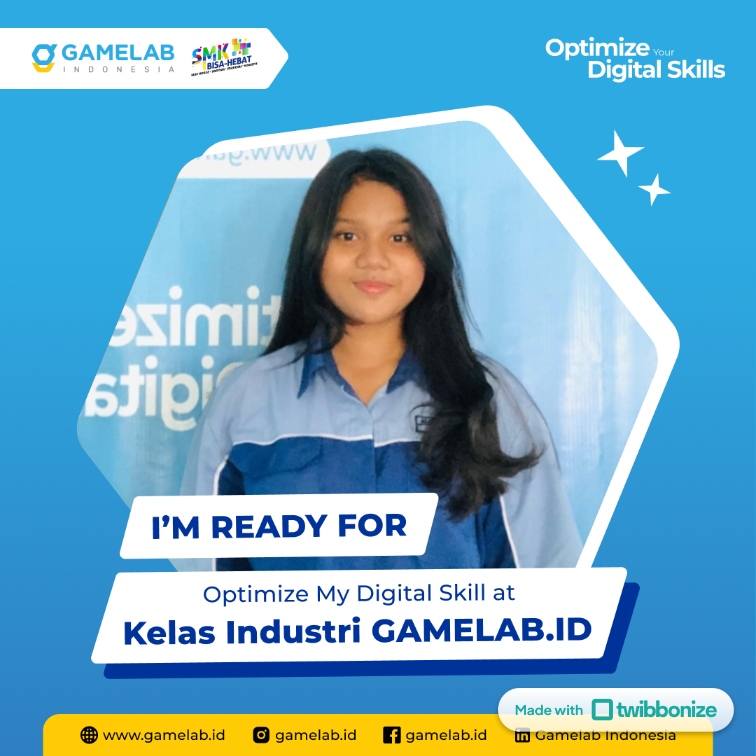 GAMELAB
INDONESIA
SMK
BISA-HEBAT
Optimize Your
Digital Skills
www.ga
timize
Digita
I'M READY FOR
Optimize My Digital Skill at
Kelas Industri GAMELAB.ID
Made with twibbonize
www.gamelab.id
gamelab.id
gamelab.id
Gamelab Indonesia